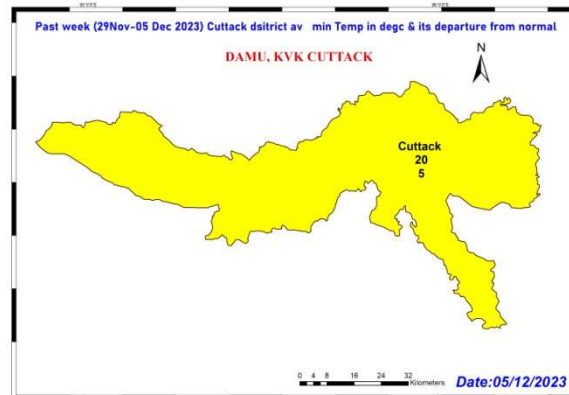 Past week (29Nov-05 Dec 2023) Cuttack dsitrict av min Temp in degc & its departure from normal
DAMU, KVK CUTTACK
N
Cuttack
20
5
0 4 8 16 24 32
Kilometers
Date:05/12/2023